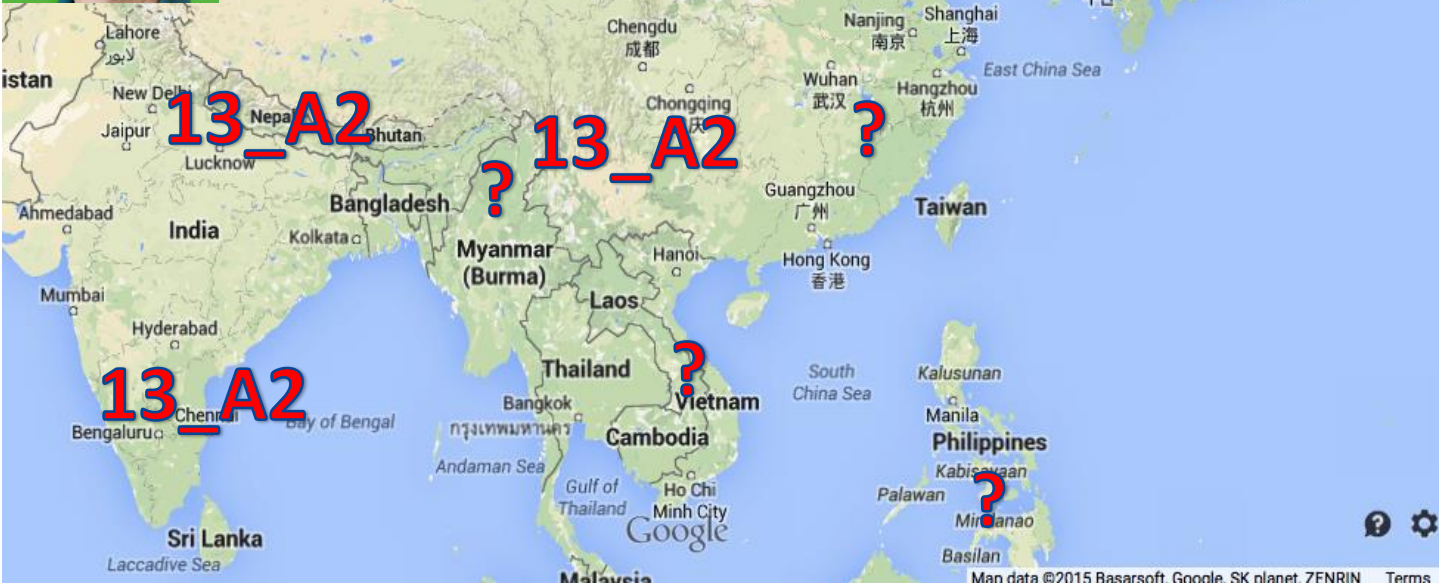 Lahore
لاہور
istan
New Delhi
Jaipur
Nepal
Bhutan
Lucknow
13_A2
Chengdu
成都
Chongqing
庆
13_A2
Nanjing
南京
Shanghai
上海
Wuhan
武汉
Hangzhou
杭州
East China Sea
?
?
Ahmedabad
India
Bangladesh
Kolkata
Myanmar
(Burma)
Guangzhou
广州
Taiwan
Hanoi
Hong Kong
香港
Laos
Mumbai
Hyderabad
13_A2
Chennai
Bengaluru
Bay of Bengal
Thailand
?
Vietnam
Bangkok
กรุงเทพมหานคร
Cambodia
Andaman Sea
Gulf of
Thailand
Ho Chi
Minh City
Google
South
China Sea
Kalusunan
Manila
Philippines
Kabisayaan
Palawan
?
Mindanao
Basilan
Sri Lanka
Laccadive Sea
Malaysia
Map data ©2015 Basarsoft, Google, SK planet, ZENRIN Terms